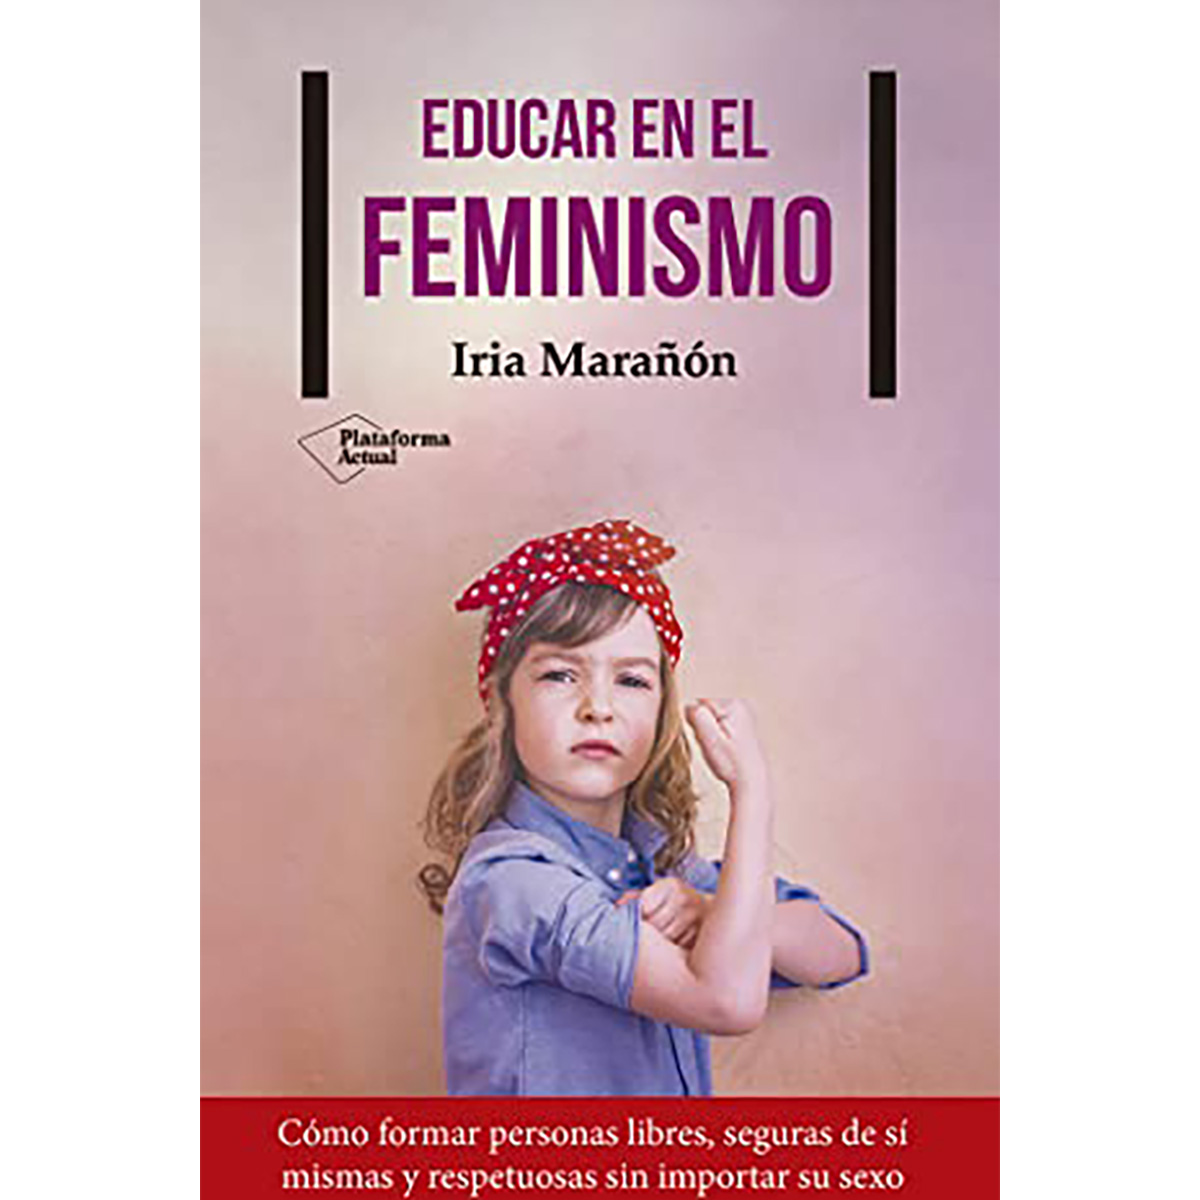 EDUCAR EN EL
FEMINISMO
Iria Marañón
Plataforma
Actual
Cómo formar personas libres, seguras de sí
mismas y respetuosas sin importar su sexo